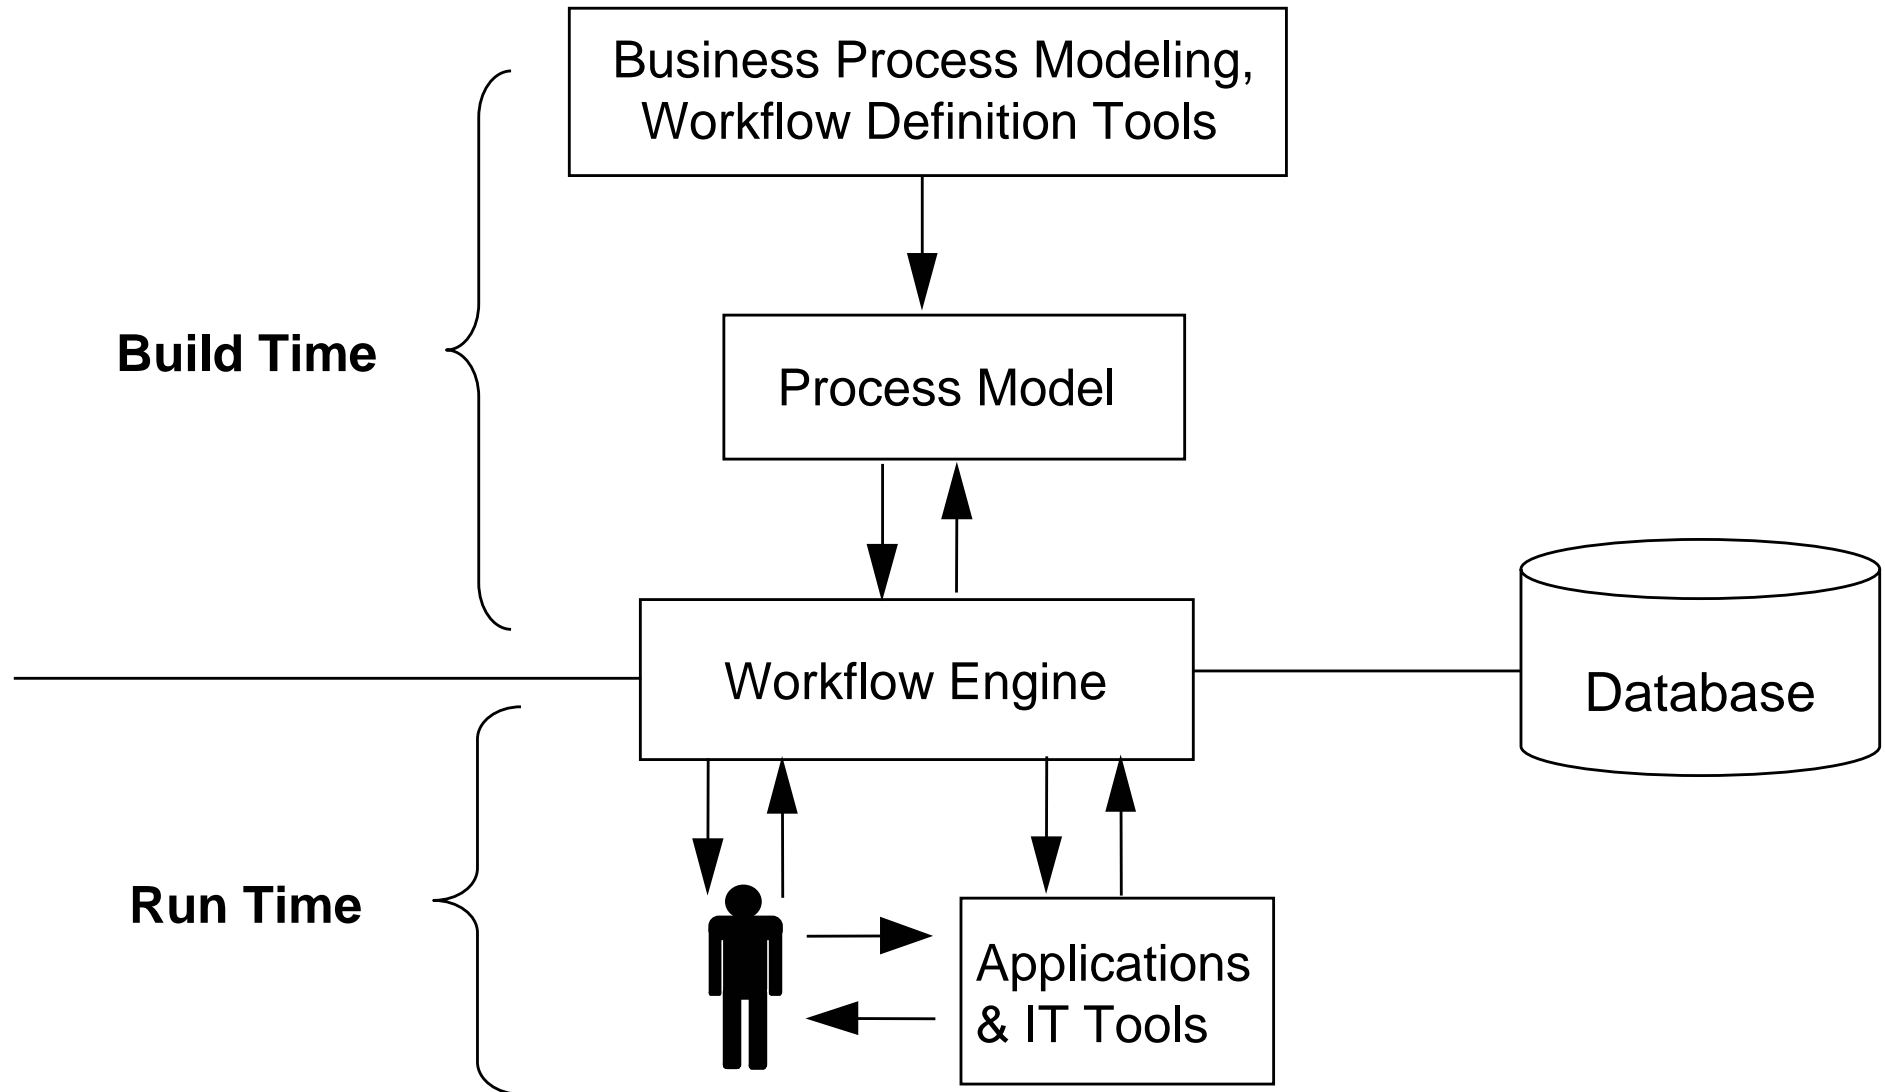 Business Process Modeling,
Workflow Definition Tools
Build Time
Process Model
Workflow Engine
Database
Run Time
Applications
& IT Tools